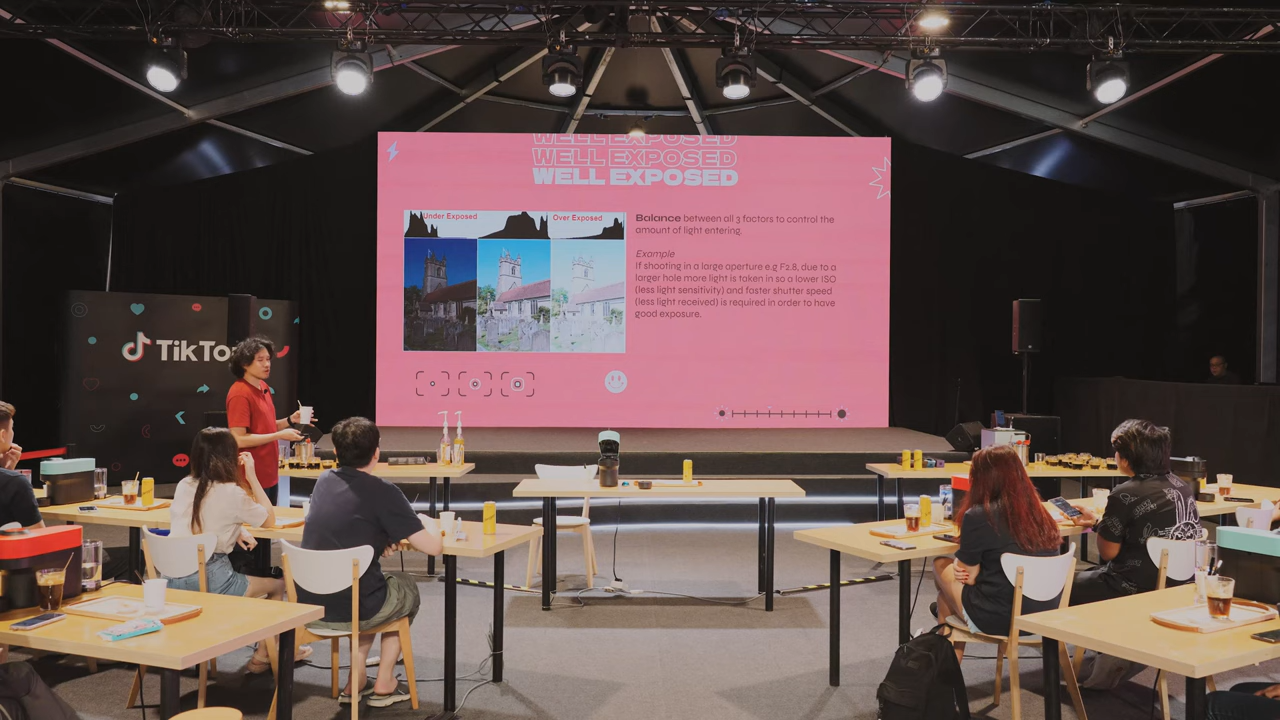 WELL EXPOSED
WELL EXPOSED
WELL EXPOSED
Under Exposed
Over Exposed
Balance between all 3 factors to control the
amount of light entering.
Example
If shooting in a large aperture e.g F2.8, due to a
larger hole more light is taken in so a lower ISO
(less light sensitivity) and faster shutter speed
(less light received) is required in order to have
good exposure.
TikTo